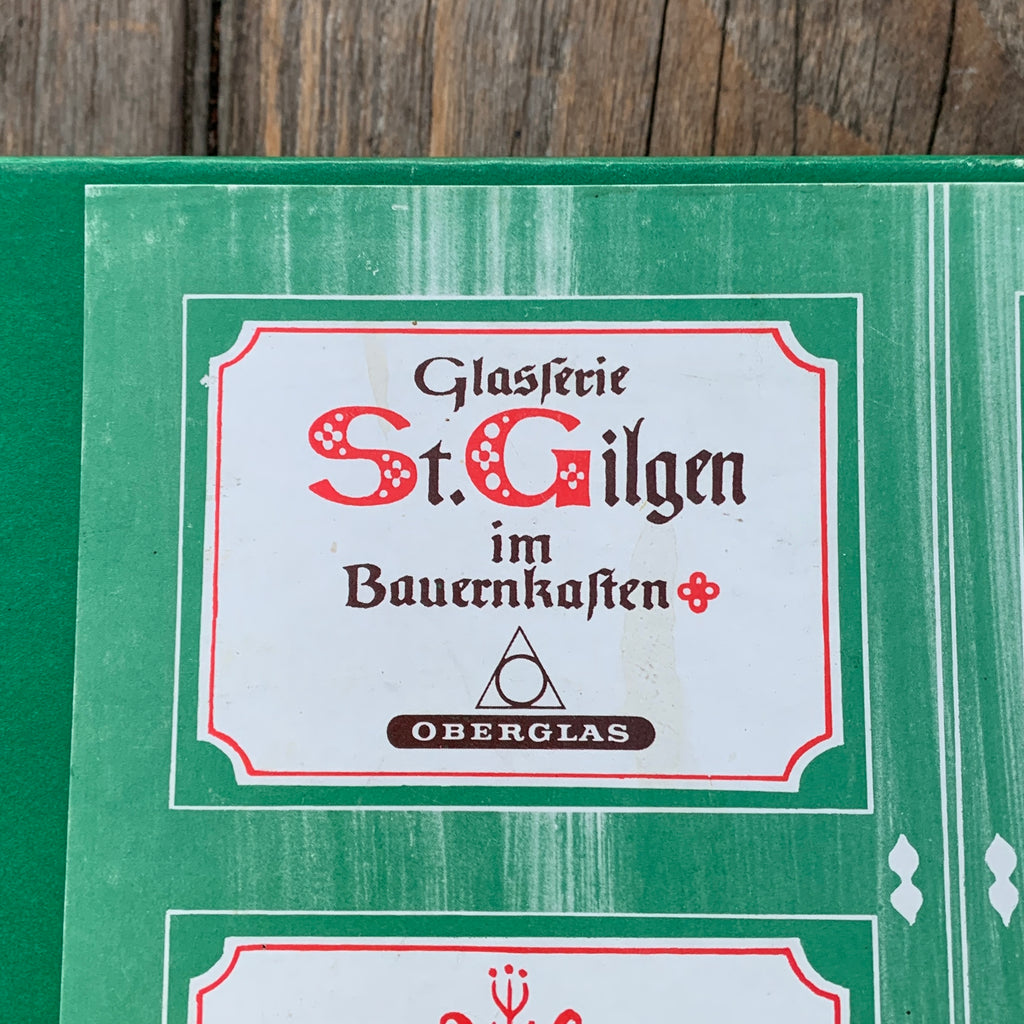 Glasſerie
St. Gilgen
im
Bauernkaſten
OBERGLAS